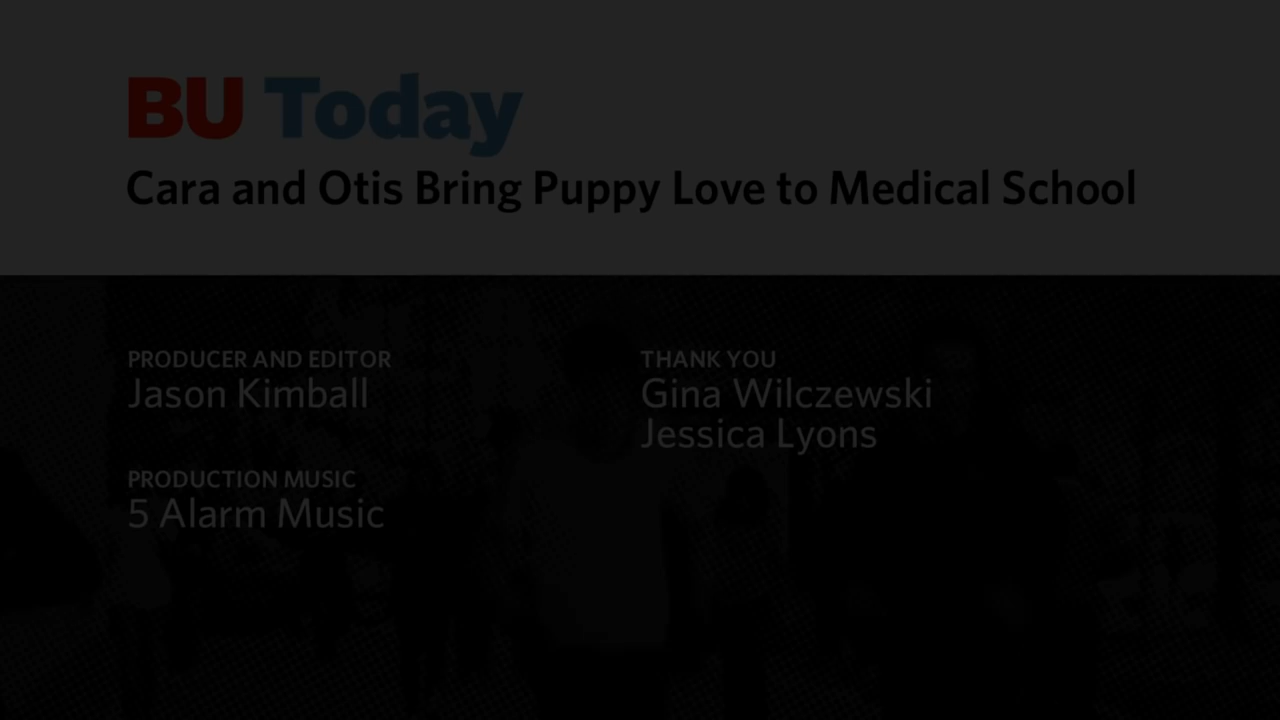 BU Today
Cara and Otis Bring Puppy Love to Medical School
PRODUCER AND EDITOR
Jason Kimball
PRODUCTION MUSIC
5 Alarm Music
THANK YOU
Gina Wilczewski
Jessica Lyons